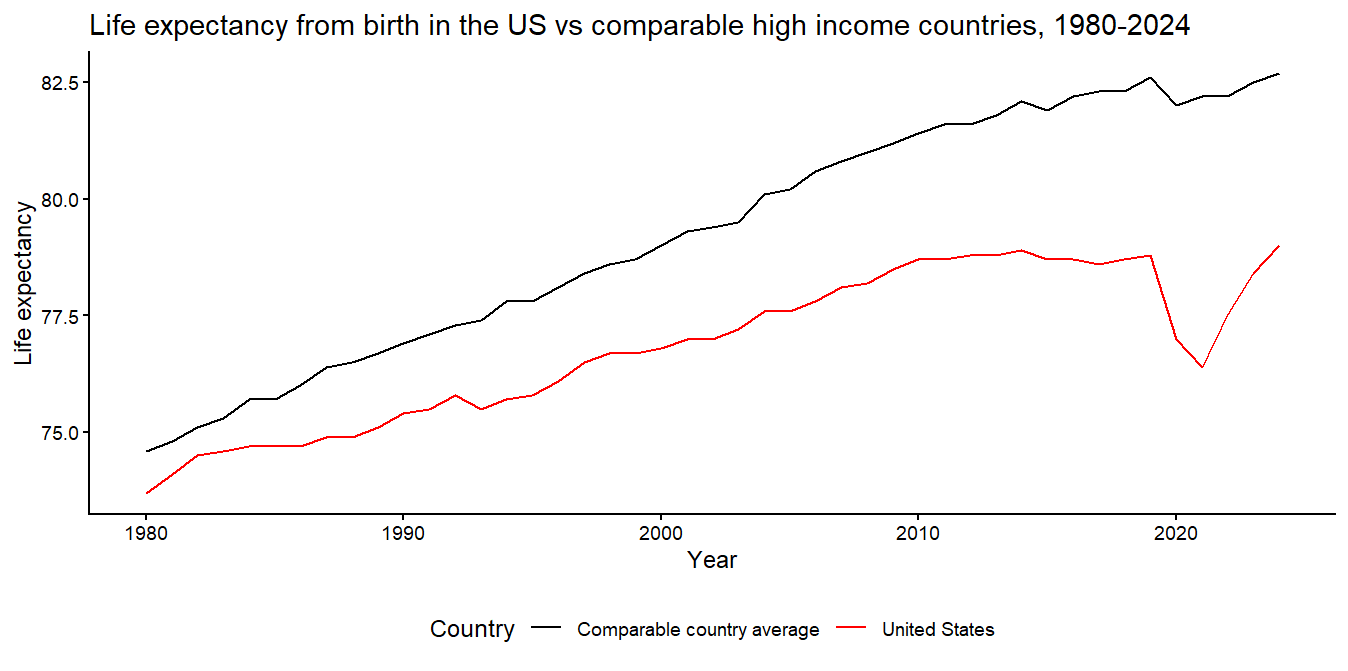 Life expectancy from birth in the US vs comparable high income countries, 1980-2024
82.5
80.0
77.5
75.0
Life expectancy
1980 1990 2000 2010 2020
Year
Country Comparable country average United States